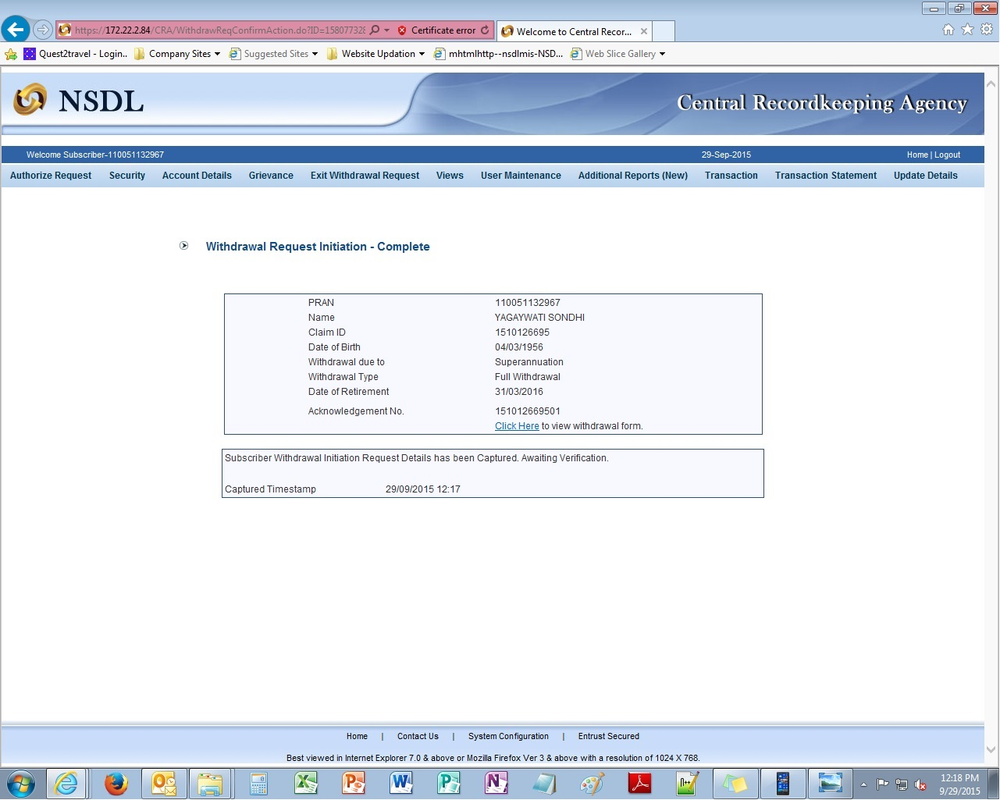 https://172.22.2.84/CRA/WithdrawReqConfirmAction.do?ID=158077328 Certificate error Welcome to Central Recor...
Quest2travel - Login.. Company Sites Suggested Sites Website Updation mhtmlhttp--nsdlmis-NSD... Web Slice Gallery
NSDL
Central Recordkeeping Agency
Welcome Subscriber-110051132967 29-Sep-2015 Home | Logout
Authorize Request Security Account Details Grievance Exit Withdrawal Request Views User Maintenance Additional Reports (New) Transaction Transaction Statement Update Details
Withdrawal Request Initiation - Complete
PRAN 110051132967
Name YAGAYWATI SONDHI
Claim ID 1510126695
Date of Birth 04/03/1956
Withdrawal due to Superannuation
Withdrawal Type Full Withdrawal
Date of Retirement 31/03/2016
Acknowledgement No. 151012669501
Click Here to view withdrawal form.
Subscriber Withdrawal Initiation Request Details has been Captured. Awaiting Verification.
Captured Timestamp 29/09/2015 12:17
Home | Contact Us | System Configuration | Entrust Secured
Best viewed in Internet Explorer 7.0 & above or Mozilla Firefox Ver 3 & above with a resolution of 1024 X 768.
12:18 PM
9/29/2015